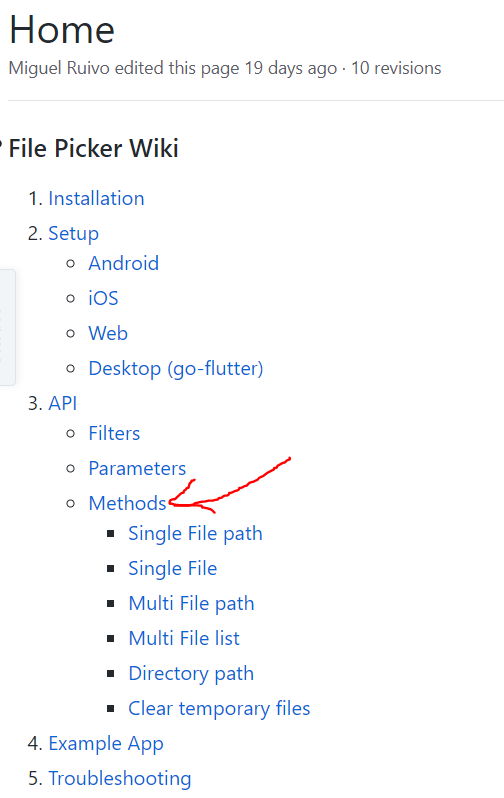 Home
Miguel Ruivo edited this page 19 days ago · 10 revisions
File Picker Wiki
1. Installation
2. Setup
Android
iOS
Web
Desktop (go-flutter)
3. API
Filters
Parameters
Methods
Single File path
Single File
Multi File path
Multi File list
Directory path
Clear temporary files
4. Example App
5. Troubleshooting